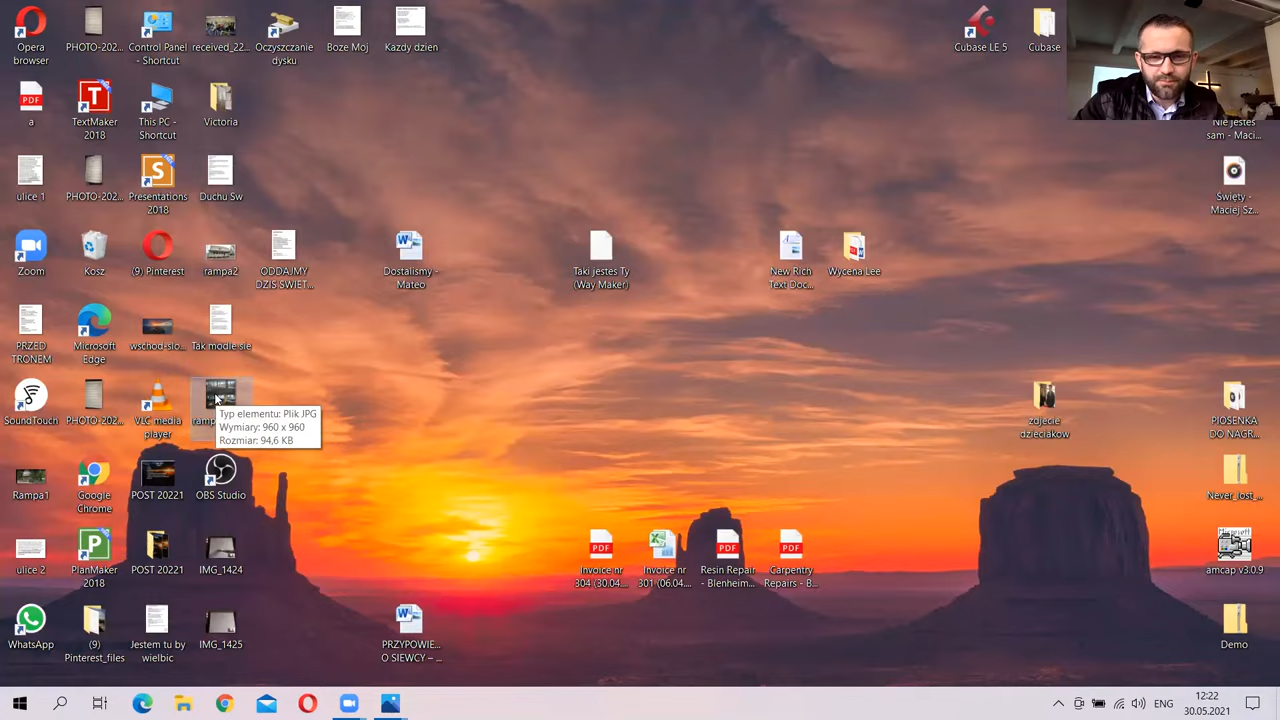 Opera
browser
PHOTO-202...
Control Panel
- Shortcut
received_22...
Oczyszczanie
dysku
Boze Moj
Kazdy dzien
Cubase LE 5
PDF
a
TextMaker
2018
This PC -
Shortcut
Victoria
Nie jestes
sam - Maci...
ulice 1
PHOTO-202...
Presentations
2018
Duchu Sw
Święty -
Maciej Sz...
Zoom
Kosz
(9) Pinterest
rampa2
ODDAJMY
DZIS SWIET...
Dostalismy -
Mateo
Taki jestes Ty
(Way Maker)
New Rich
Text Doc...
Wycena Lee
PRZED
TRONEM
Microsoft
Edge
wschod-slo...
Tak modle sie
SoundTouch
PHOTO-202...
VLC media
player
Typ elementu: Plik JPG
Wymiary: 960 x 960
Rozmiar: 94,6 KB
zdjecie
dzieciakow
PIOSENKA
DO NAGR...
Rampa1
Google
Chrome
POST 20221
OBS Studio
Never_lost_...
ulice 2
PlanMaker
2018
POST 20221
IMG_1424
PDF
Invoice nr
304 (30.04....
Invoice nr
301 (06.04....
PDF
Resin Repair
- Blenheim...
PDF
Carpentry
Repairs - B...
amcap v3.0.9
WhatsApp
(9)
Pinterest_files
Jestem tu by
wielbic
IMG_1425
PRZYPOWIE...
O SIEWCY – ...
Demo
ENG
12:22
30.05.2021